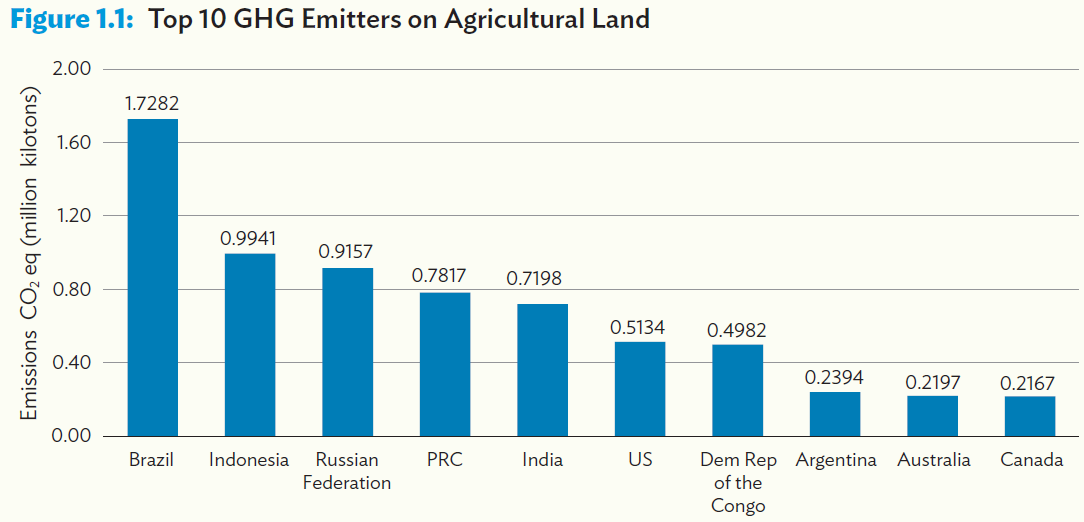 Figure 1.1: Top 10 GHG Emitters on Agricultural Land
Emissions CO₂ eq (million kilotons)
2.00
1.60
1.20
0.80
0.40
0.00
1.7282
0.9941
0.9157
0.7817
0.7198
0.5134
0.4982
0.2394
0.2197
0.2167
Brazil
Indonesia
Russian
Federation
PRC
India
US
Dem Rep
of the
Congo
Argentina
Australia
Canada